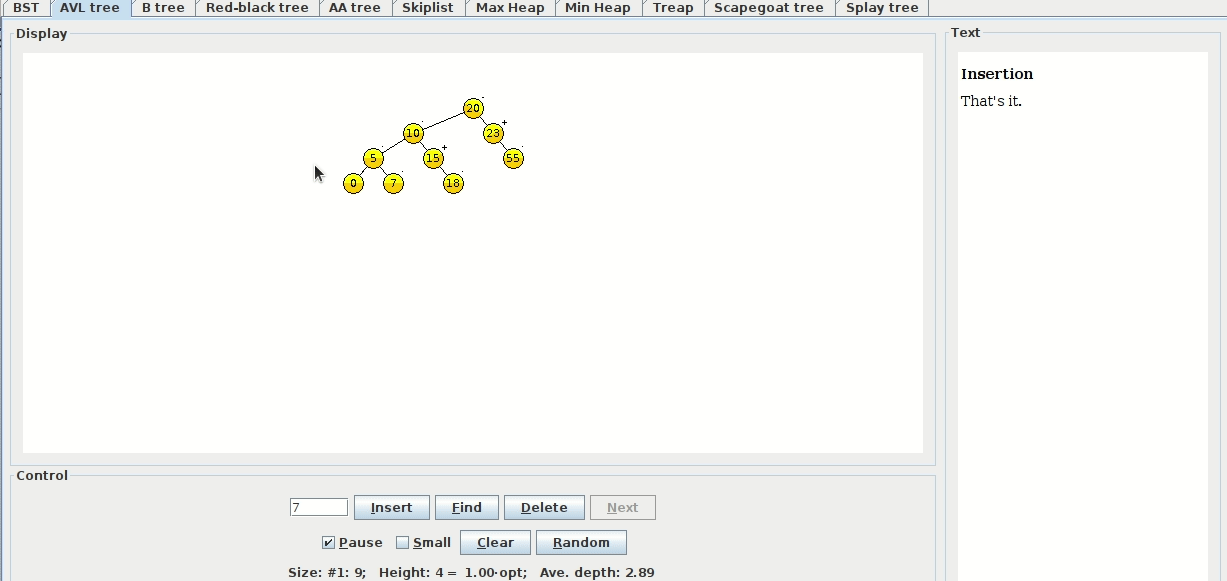 BST AVL tree B tree Red-black tree AA tree Skiplist Max Heap Min Heap Treap Scapegoat tree Splay tree
Display
20
10 23
5 15 55
0 7 18
Text
Insertion
That's it.
Control
7 Insert Find Delete Next
Pause Small Clear Random
Size: #1: 9; Height: 4 = 1.00·opt; Ave. depth: 2.89